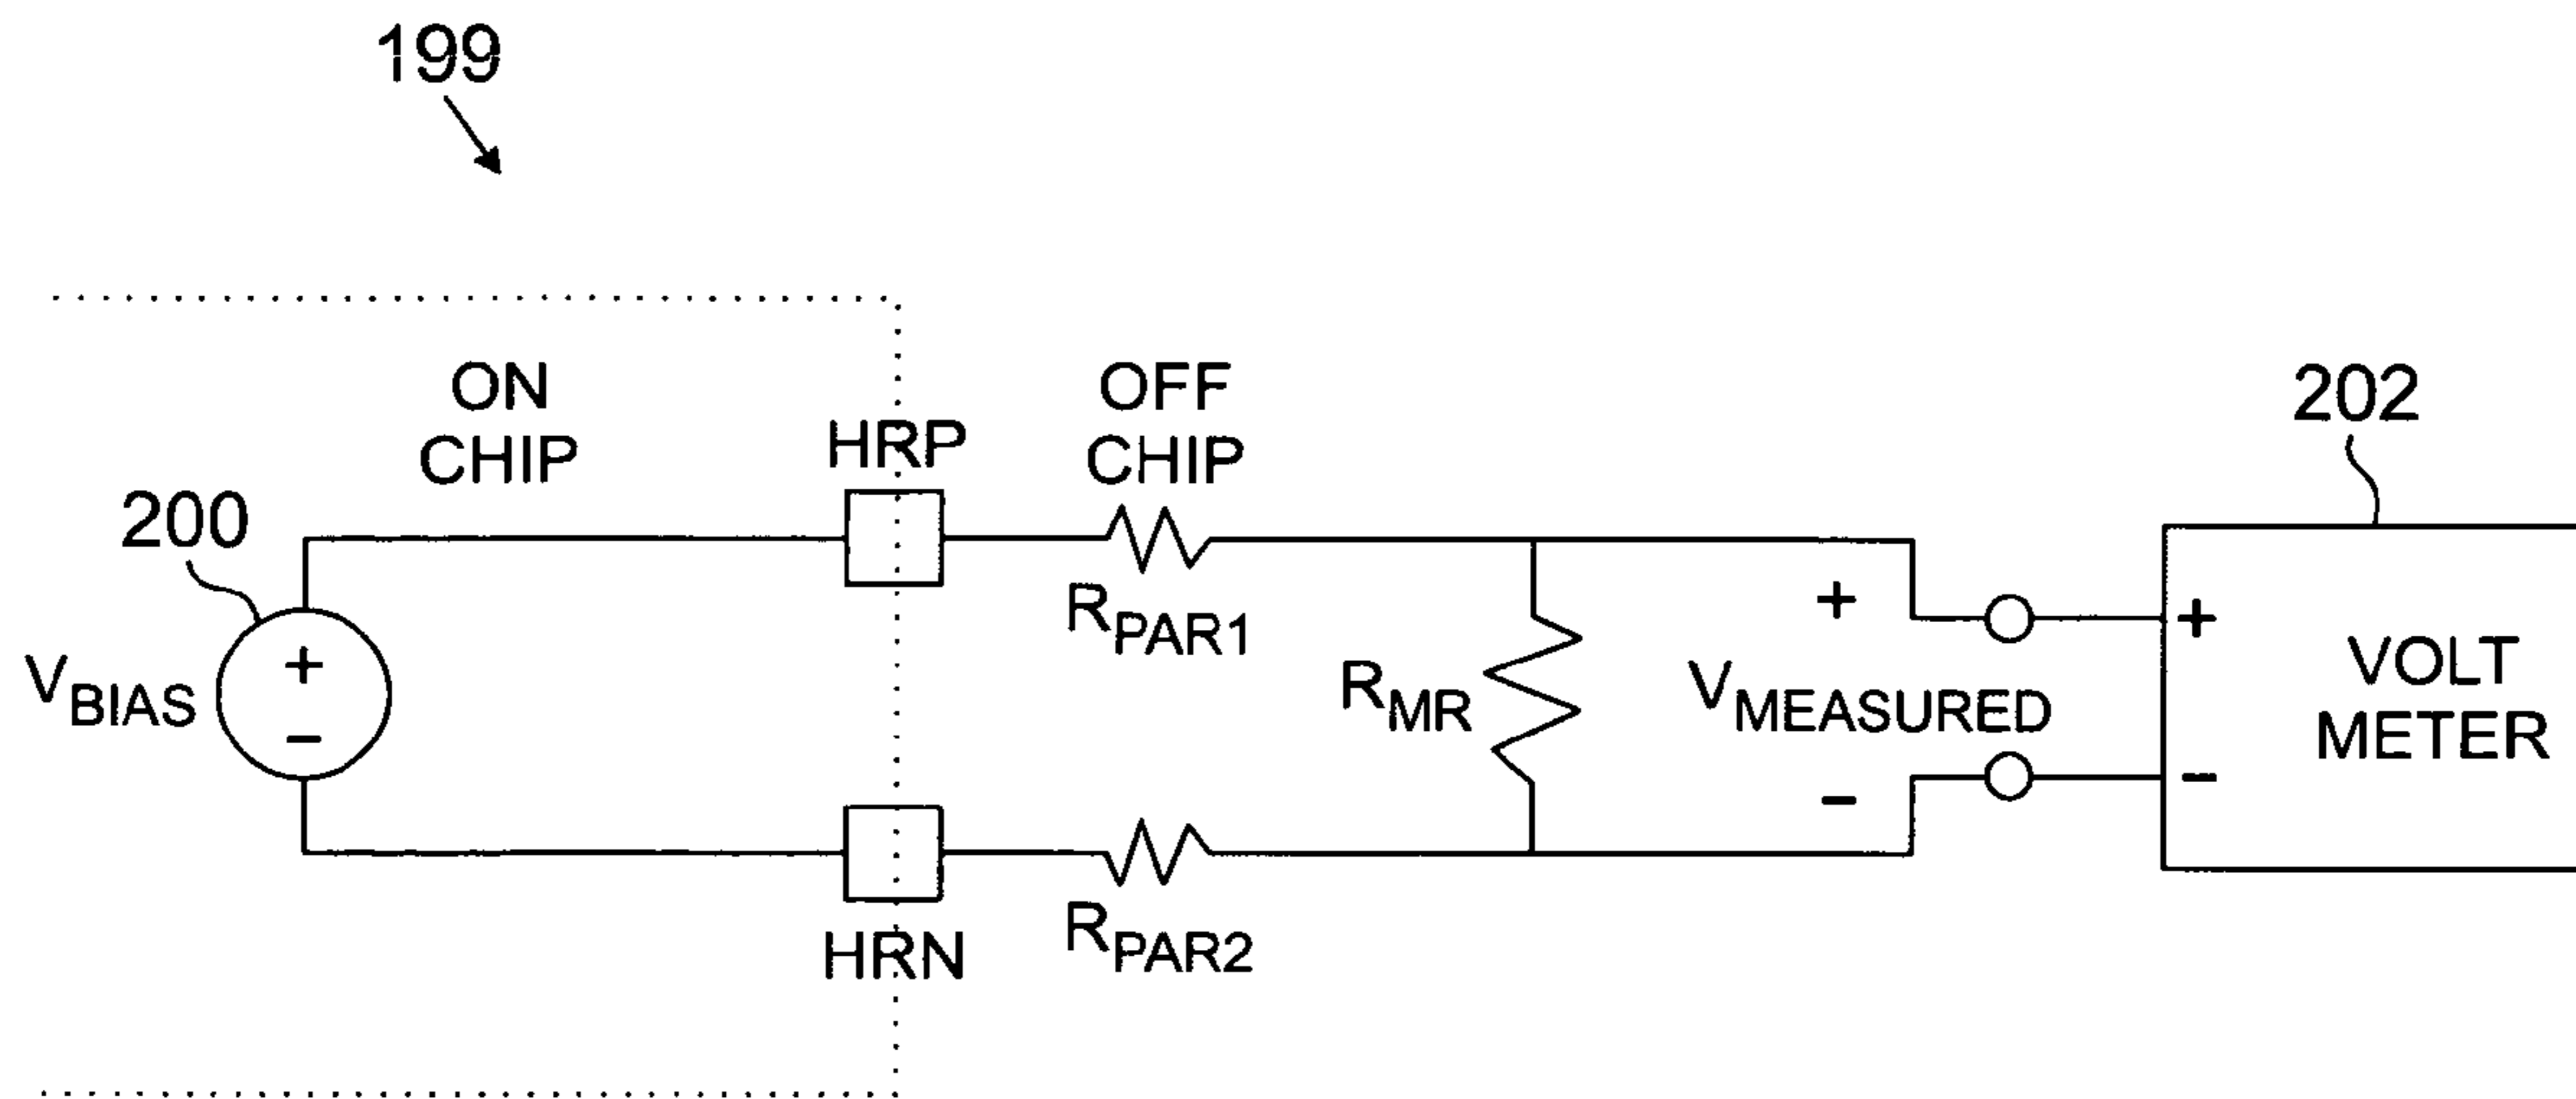 199
ON
CHIP
OFF
CHIP
HRP
202
200
+
-
V_BIAS
R_PAR1
R_MR
+
V_MEASURED
-
+
-
VOLT
METER
HRN
R_PAR2